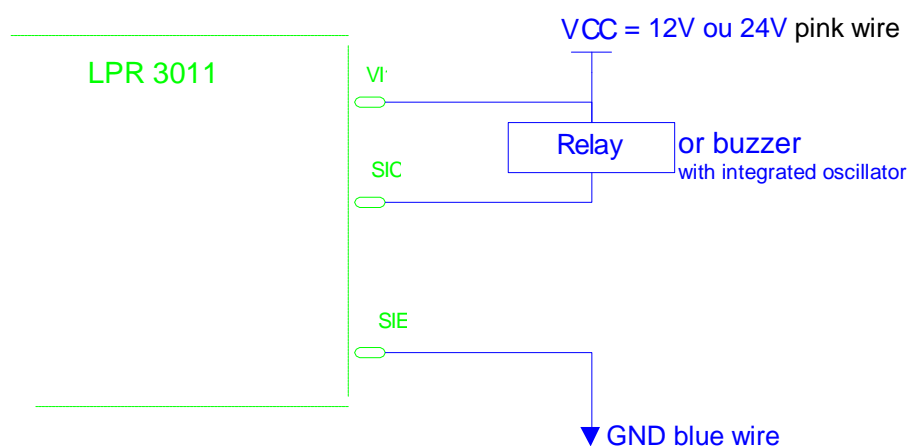 VCC = 12V ou 24V pink wire
LPR 3011
VI
Relay
or buzzer
with integrated oscillator
SIC
SIE
GND blue wire